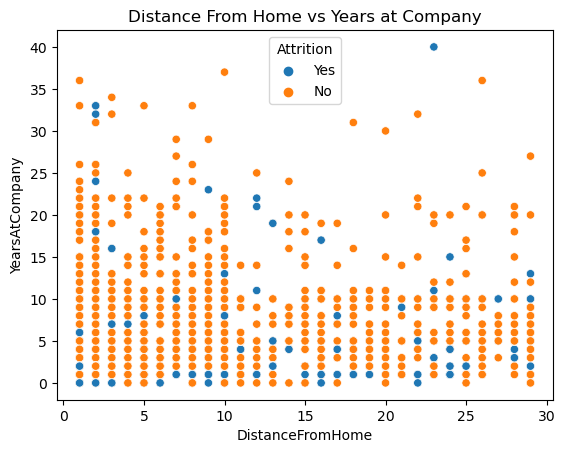 Distance From Home vs Years at Company
Attrition
Yes
No
YearsAtCompany
40
35
30
25
20
15
10
5
0
0 5 10 15 20 25 30
DistanceFromHome